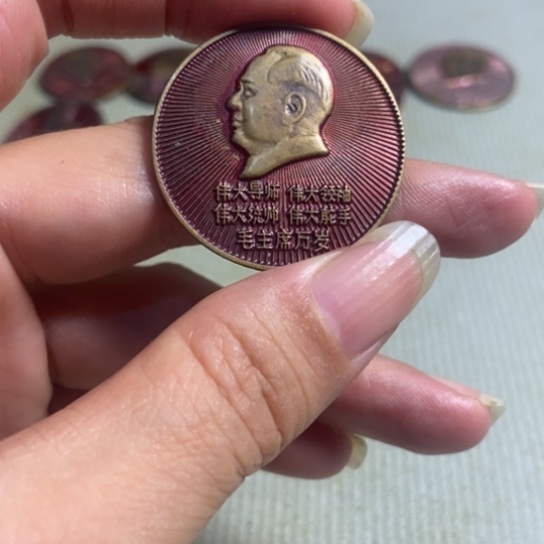 伟大导师 伟大领袖
伟大统帅 伟大舵手
毛主席万岁